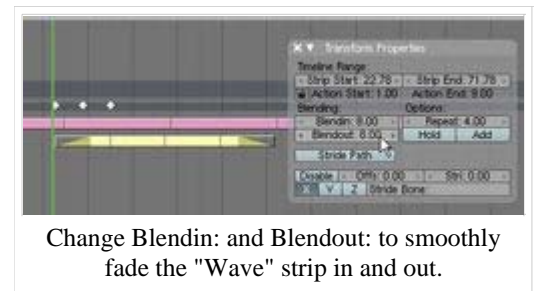 Transform Properties
Timeline Range:
Strip Start: 22.78 Strip End: 71.78
Action Start: 1.00 Action End: 9.00
Blending: Options:
Blendin: 8.00 Repeat: 4.00
Blendout: 8.00 Hold Add
Stride Path
Disable Offs: 0.00 Stri: 0.00
Y Z Stride Bone
Change Blendin: and Blendout: to smoothly
fade the "Wave" strip in and out.